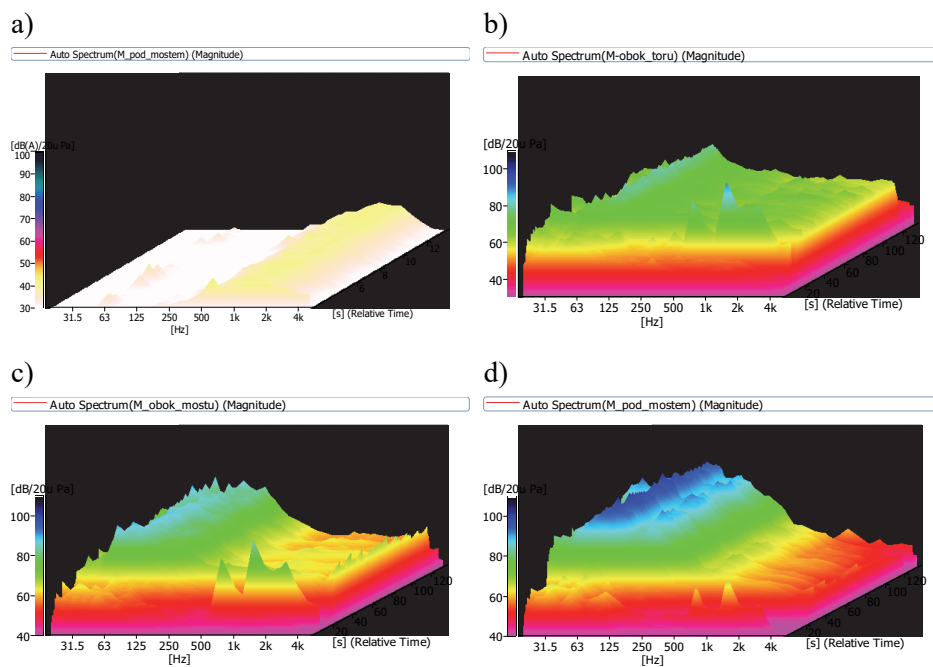 a)
Auto Spectrum(M_pod_mostem) (Magnitude)
[dB(A)/20u Pa]
100
90
80
70
60
50
40
30
31.5 63 125 250 500 1k 2k 4k
[Hz]
6 8 10 12
[s] (Relative Time)
b)
Auto Spectrum(M-obok_toru) (Magnitude)
[dB/20u Pa]
100
80
60
40
31.5 63 125 250 500 1k 2k 4k
[Hz]
20 40 60 80 100 120
[s] (Relative Time)
c)
Auto Spectrum(M_obok_mostu) (Magnitude)
[dB/20u Pa]
100
80
60
40
31.5 63 125 250 500 1k 2k 4k
[Hz]
20 40 60 80 100 120
[s] (Relative Time)
d)
Auto Spectrum(M_pod_mostem) (Magnitude)
[dB/20u Pa]
100
80
60
40
31.5 63 125 250 500 1k 2k 4k
[Hz]
20 40 60 80 100 120
[s] (Relative Time)